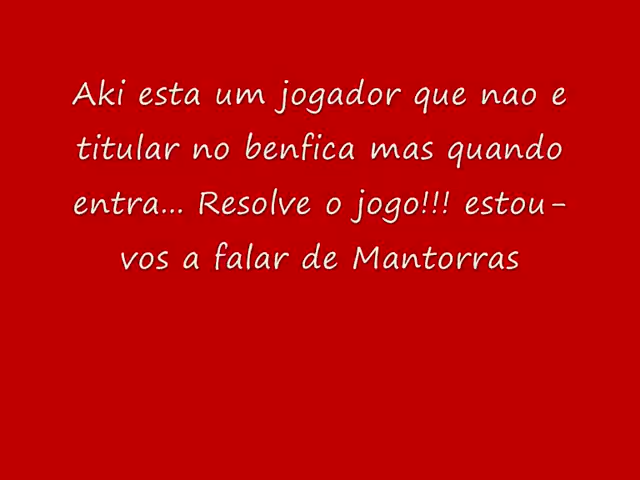 Aki esta um jogador que nao e
titular no benfica mas quando
entra... Resolve o jogo!!! estou-
vos a falar de Mantorras